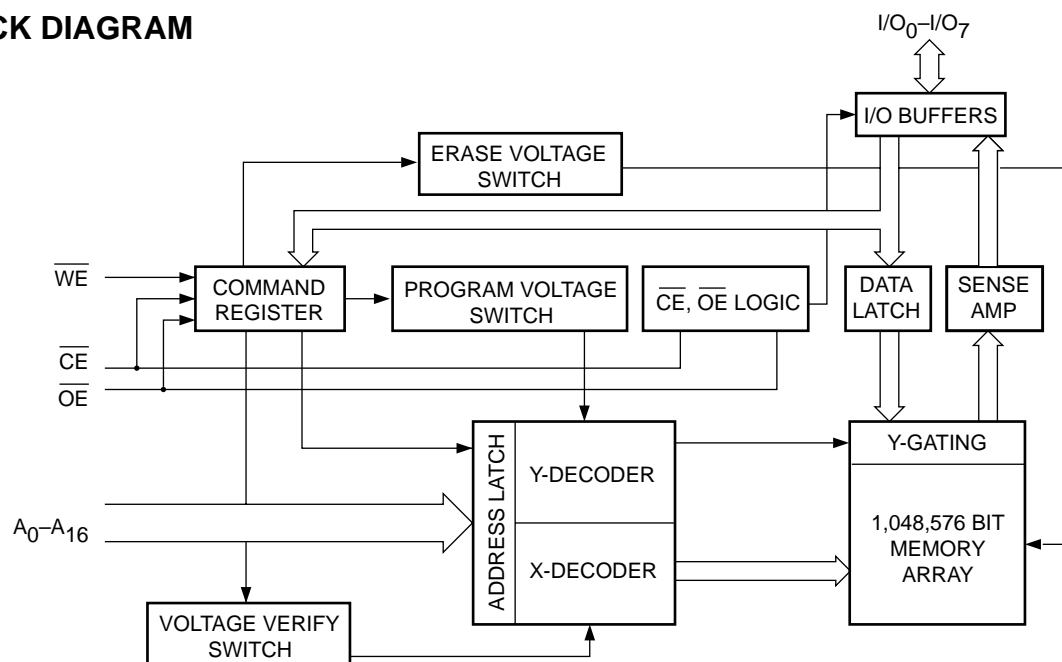 CK DIAGRAM
I/O0–I/O7
I/O BUFFERS
ERASE VOLTAGE
SWITCH
WE
COMMAND
REGISTER
PROGRAM VOLTAGE
SWITCH
CE, OE LOGIC
DATA
LATCH
SENSE
AMP
CE
OE
ADDRESS LATCH
Y-DECODER
X-DECODER
Y-GATING
1,048,576 BIT
MEMORY
ARRAY
A0–A16
VOLTAGE VERIFY
SWITCH